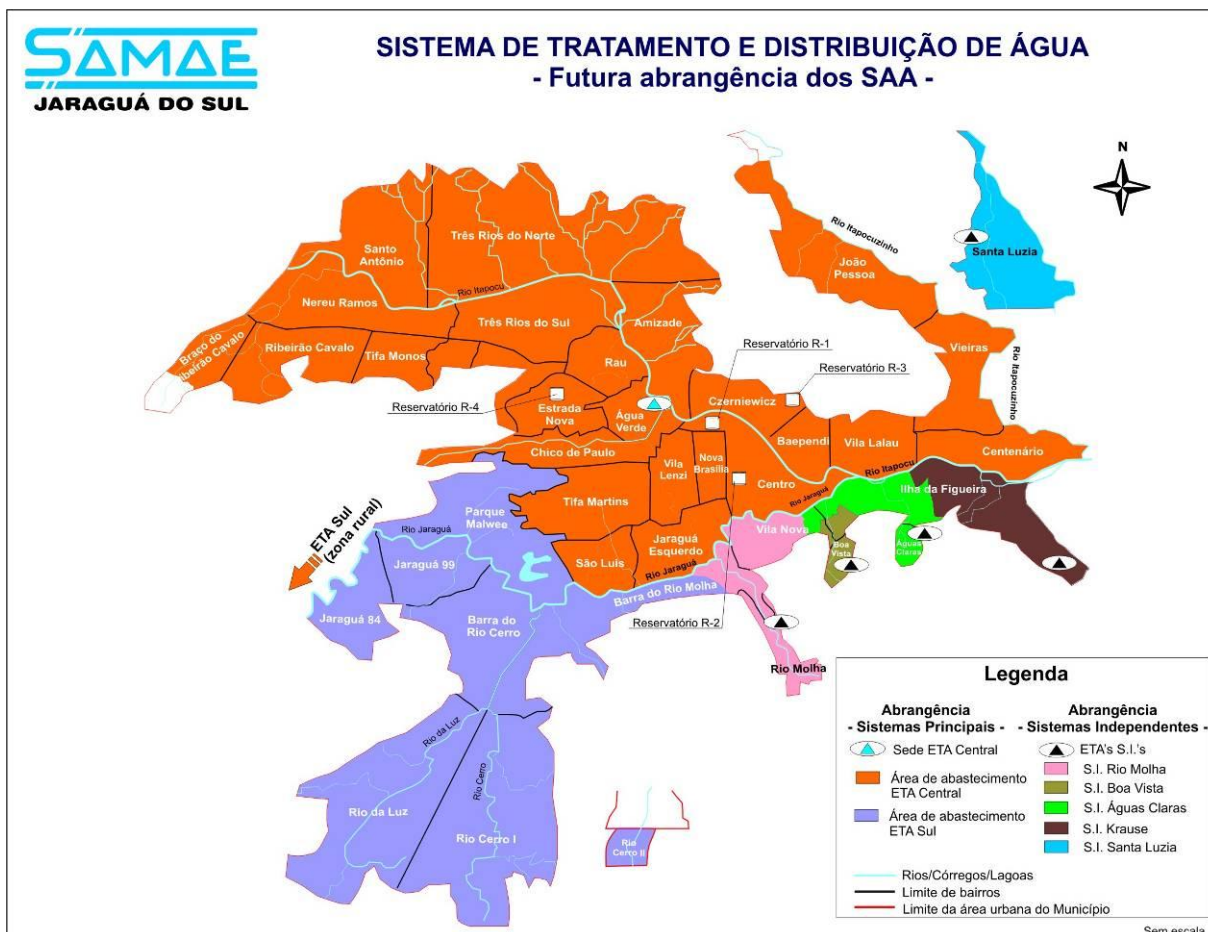 SAMAE
JARAGUÁ DO SUL
SISTEMA DE TRATAMENTO E DISTRIBUIÇÃO DE ÁGUA
- Futura abrangência dos SAA -
N
Santo
Antônio
Três Rios do Norte
Rio Itapocuzinho
João
Pessoa
Santa Luzia
Nereu Ramos
Rio Itapocu
Três Rios do Sul
Amizade
Braço do
Ribeirão Cavalo
Ribeirão Cavalo
Tifa Monos
Rau
Vieiras
Rio Itapocuzinho
Reservatório R-1
Reservatório R-3
Reservatório R-4
Estrada
Nova
Água
Verde
Czerniewicz
Baependi
Vila Lalau
Centenário
Chico de Paulo
Vila
Lenzi
Nova
Brasília
Centro
Rio Itapocu
Ilha da Figueira
Tifa Martins
Rio Jaraguá
Parque
Malwee
Vila Nova
Boa
Vista
Águas
Claras
ETA Sul
(zona rural)
Rio Jaraguá
Jaraguá 99
São Luís
Jaraguá
Esquerdo
Rio Jaraguá
Jaraguá 84
Barra do
Rio Cerro
Barra do Rio Molha
Reservatório R-2
Rio Molha
Rio da Luz
Rio Cerro
Rio da Luz
Rio Cerro I
Rio
Cerro II
Legenda
Abrangência
- Sistemas Principais -
Sede ETA Central
Área de abastecimento
ETA Central
Área de abastecimento
ETA Sul
Abrangência
- Sistemas Independentes -
ETA's S.I.'s
S.I. Rio Molha
S.I. Boa Vista
S.I. Águas Claras
S.I. Krause
S.I. Santa Luzia
Rios/Córregos/Lagoas
Limite de bairros
Limite da área urbana do Município
Sem escala